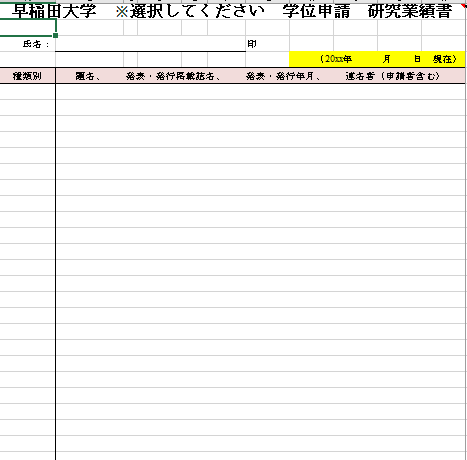 早稲田大学 ※選択してください 学位申請 研究業績書
氏名： 印
（20xx年 月 日 現在）
種類別 題名、 発表・発行掲載誌名、 発表・発行年月、 連名者（申請者含む）